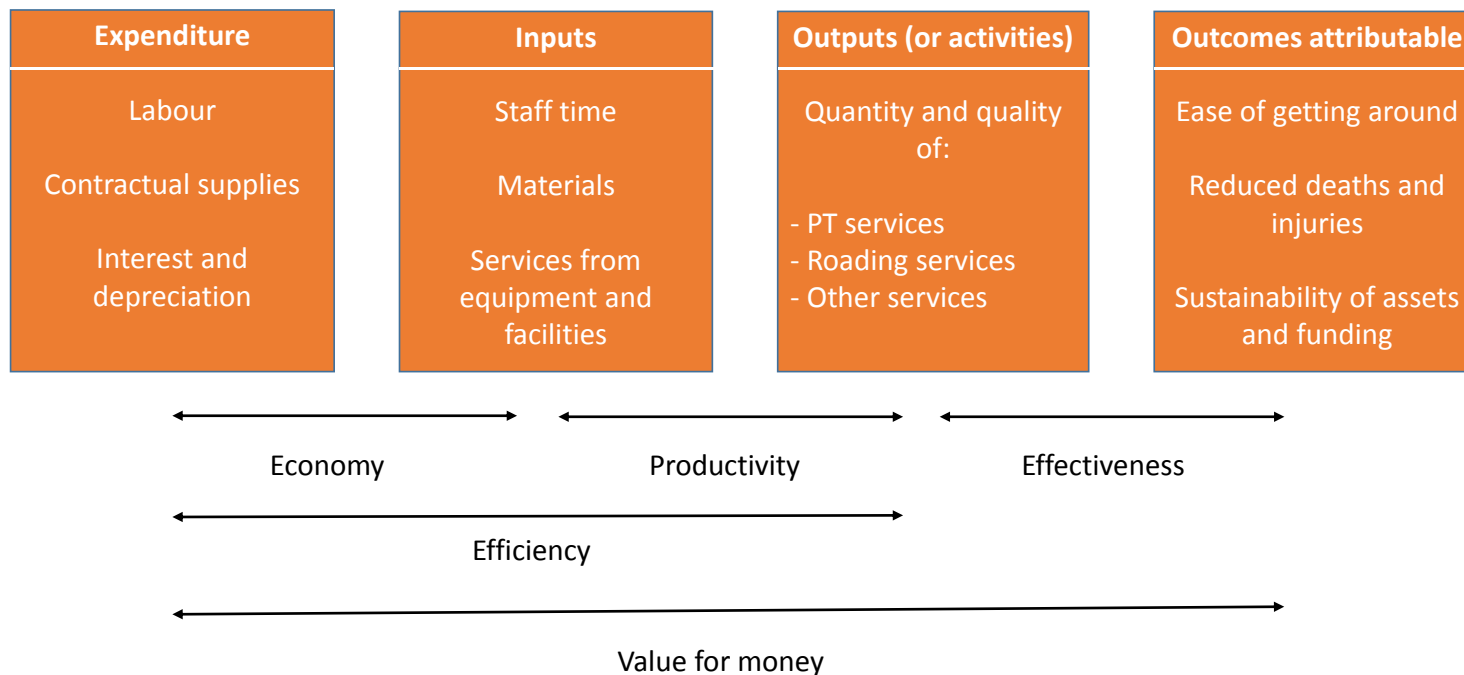 Expenditure
Labour
Contractual supplies
Interest and
depreciation
Inputs
Staff time
Materials
Services from
equipment and
facilities
Outputs (or activities)
Quantity and quality
of:
- PT services
- Roading services
- Other services
Outcomes attributable
Ease of getting around
Reduced deaths and
injuries
Sustainability of assets
and funding
Economy
Productivity
Effectiveness
Efficiency
Value for money